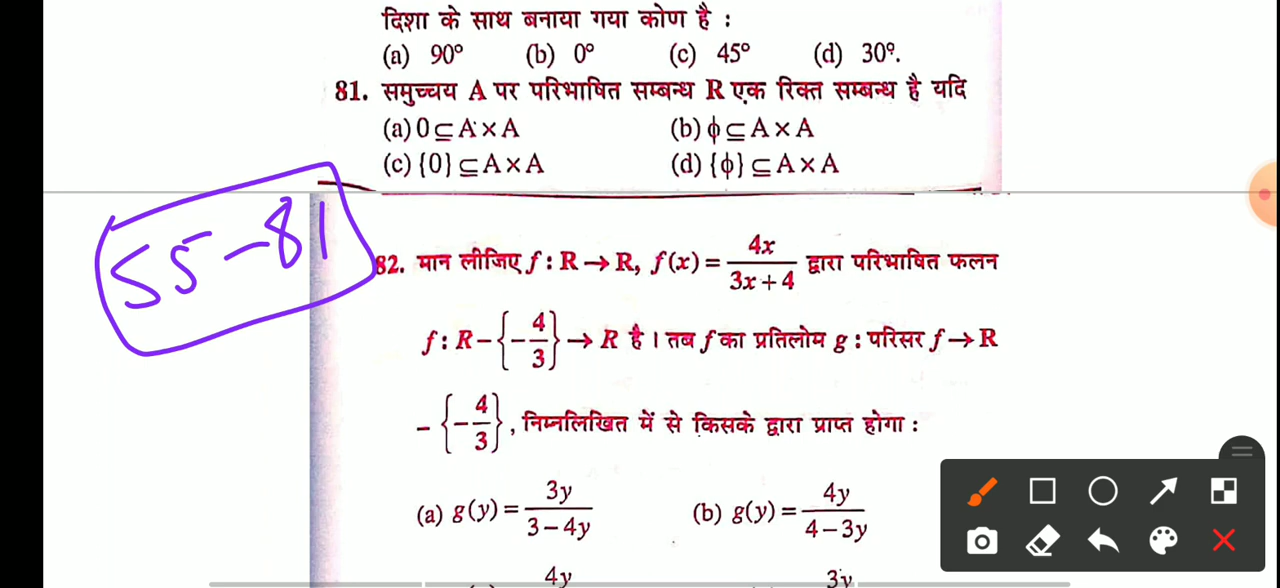 दिशा के साथ बनाया गया कोण है :
(a) 90° (b) 0° (c) 45° (d) 30°.
81. समुच्चय A पर परिभाषित सम्बन्ध R एक रिक्त सम्बन्ध है यदि
(a) 0 ⊆ A × A (b) ϕ ⊆ A × A
(c) {0} ⊆ A × A (d) {ϕ} ⊆ A × A
55-81
82. मान लीजिए f : R → R, f(x) = 4x / 3x + 4 द्वारा परिभाषित फलन
f : R - {-4/3} → R है। तब f का प्रतिलोम g : परिसर f → R
- {-4/3}, निम्नलिखित में से किसके द्वारा प्राप्त होगा :
(a) g(y) = 3y / 3 - 4y (b) g(y) = 4y / 4 - 3y
4y 3y